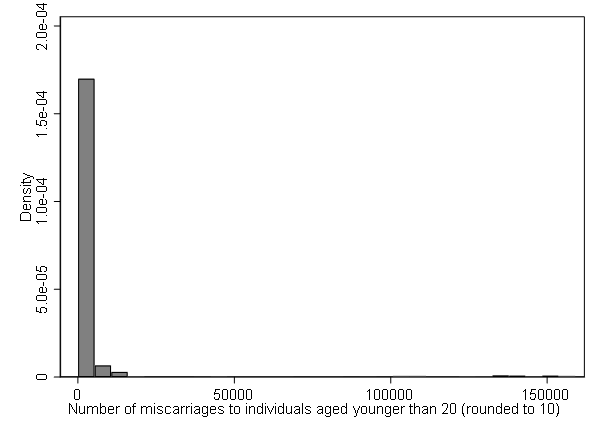 2.0e-04
1.5e-04
1.0e-04
5.0e-05
0
Density
0 50000 100000 150000
Number of miscarriages to individuals aged younger than 20 (rounded to 10)